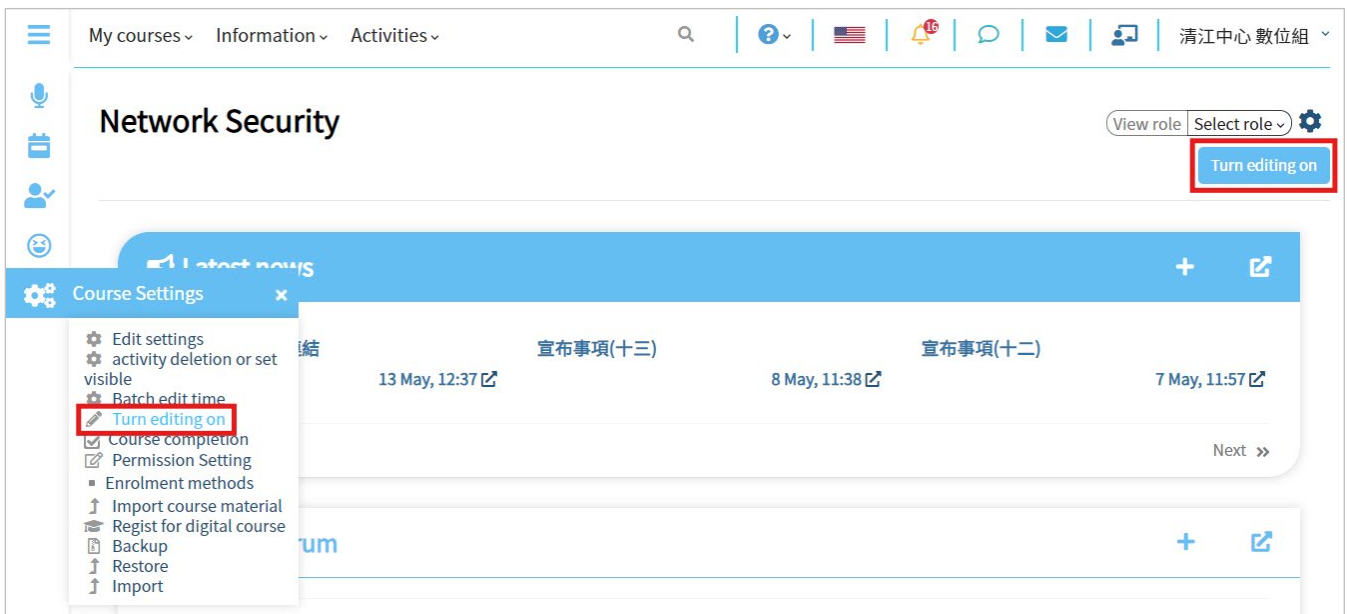 My courses Information Activities 16 清江中心 數位組
Network Security
View role Select role
Turn editing on
Latest news
Course Settings
Edit settings
activity deletion or set
visible
Batch edit time
Turn editing on
Course completion
Permission Setting
Enrolment methods
Import course material
Regist for digital course
Backup
Restore
Import
結 宣布事項(十三) 宣布事項(十二)
13 May, 12:37 8 May, 11:38 7 May, 11:57
Next »
rum